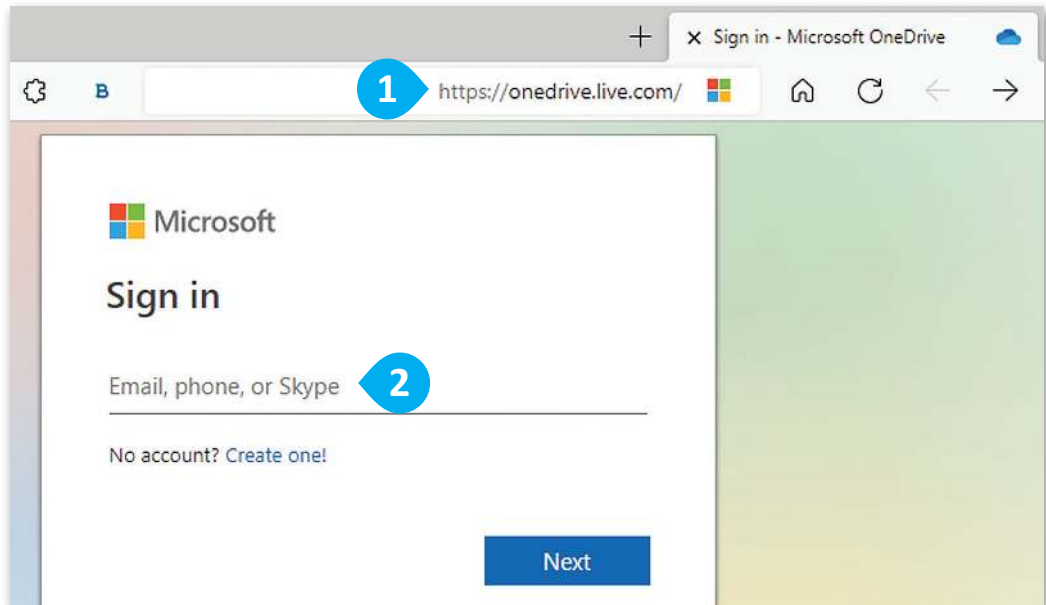 Sign in - Microsoft OneDrive
B
1
https://onedrive.live.com/
Microsoft
Sign in
Email, phone, or Skype
2
No account? Create one!
Next